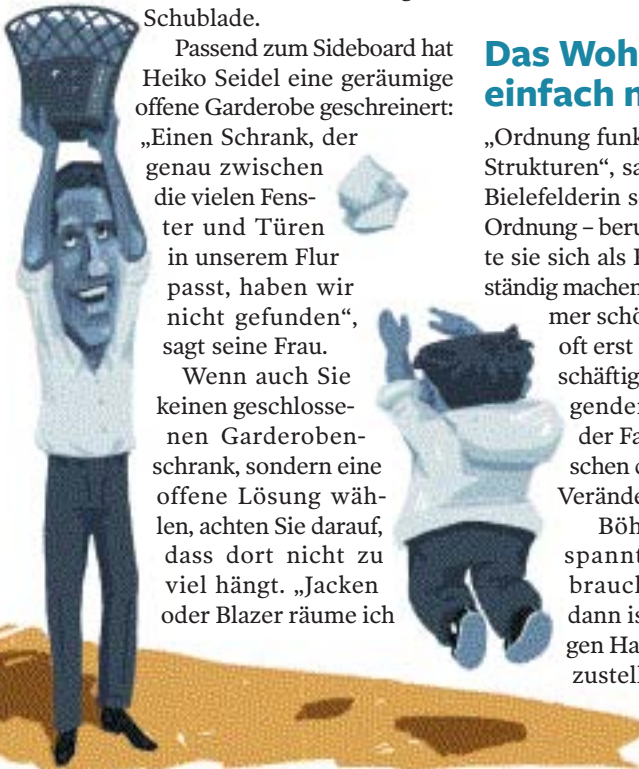 Schublade.
Passend zum Sideboard hat
Heiko Seidel eine geräumige
offene Garderobe geschreinert:
„Einen Schrank, der
genau zwischen
die vielen Fens-
ter und Türen
in unserem Flur
passt, haben wir
nicht gefunden“,
sagt seine Frau.
Wenn auch Sie
keinen geschlosse-
nen Garderoben-
schrank, sondern eine
offene Lösung wäh-
len, achten Sie darauf,
dass dort nicht zu
viel hängt. „Jacken
oder Blazer räume ich
Das Woh
einfach
„Ordnung funk
Strukturen“, sa
Bielefelderin s
Ordnung – beru
te sie sich als
ständig machen
mer schö
oft erst
schäftig
gender
der Fa
schen
Verände
Böh
spannt
brauch
dann is
gen Ha
zustell